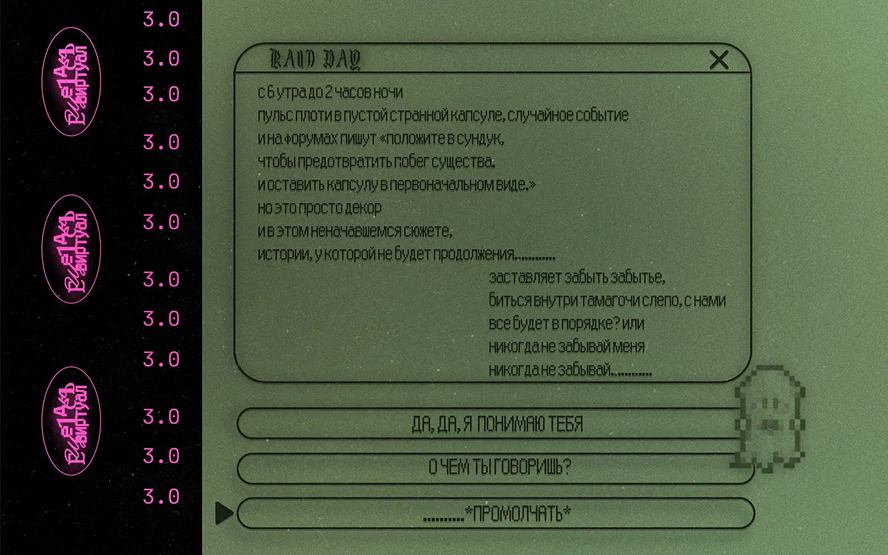 3.0
3.0
3.0
3.0
3.0
3.0
3.0
3.0
3.0
3.0
3.0
3.0
виртуал
виртуал
виртуал
RAID DAY
с 6 утра до 2 часов ночи
пульс плоти в пустой странной капсуле, случайное событие
и на форумах пишут «положите в сундук,
чтобы предотвратить побег существа,
и оставить капсулу в первоначальном виде.»
но это просто декор
и в этом неначавшемся сюжете,
истории, у которой не будет продолжения............
заставляет забыть забытье,
биться внутри тамагочи слепо, с нами
все будет в порядке? или
никогда не забывай меня
никогда не забывай............
ДА, ДА, Я ПОНИМАЮ ТЕБЯ
О ЧЕМ ТЫ ГОВОРИШЬ?
..........*ПРОМОЛЧАТЬ*